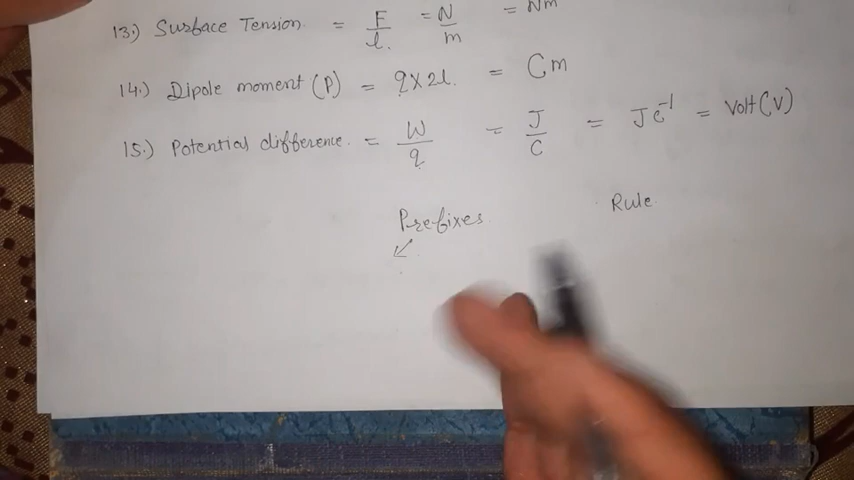 13.) Surface Tension = F/l. = N/m = Nm
14.) Dipole moment (P) = q×2l. = Cm
15.) Potential difference. = W/q = J/C = JC⁻¹ = Volt (V)
Prefixes. Rule.
↙